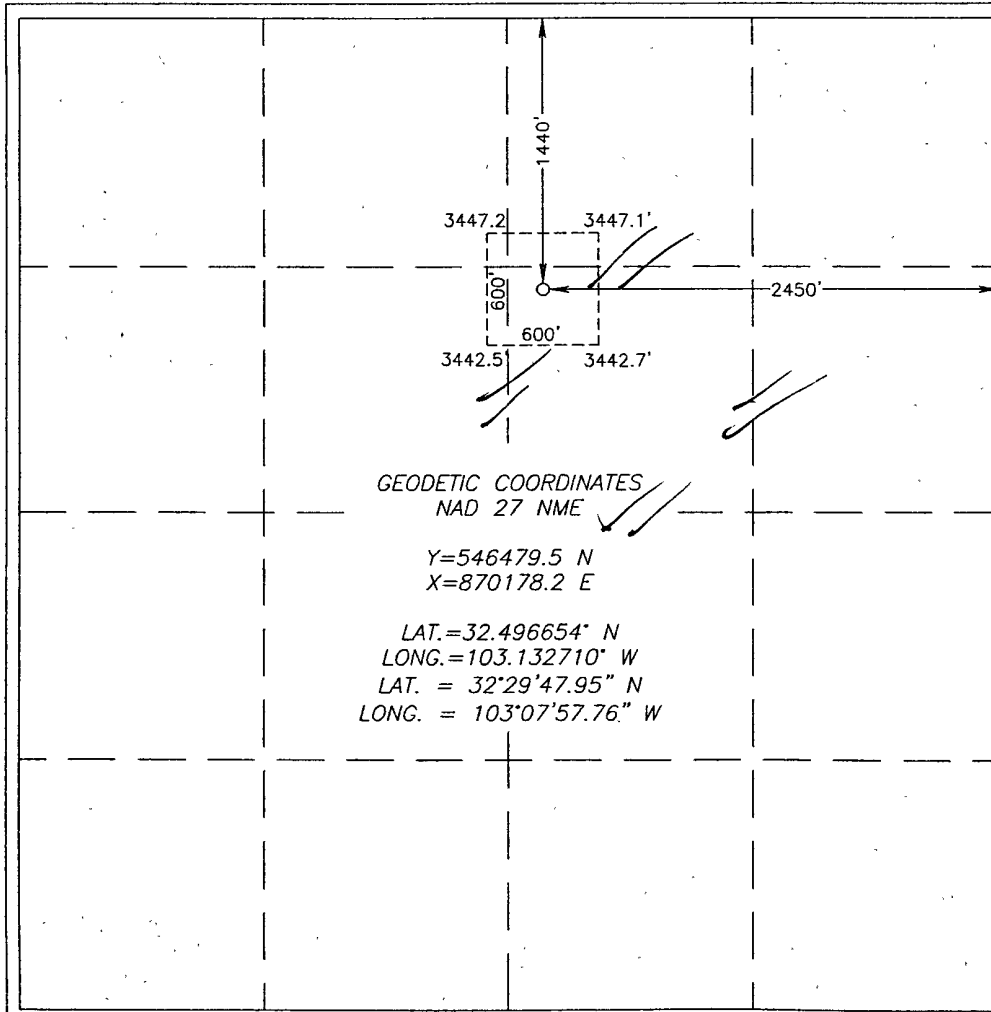 1440'
3447.2 3447.1'
600' 2450'
600'
3442.5' 3442.7'
GEODETIC COORDINATES
NAD 27 NME
Y=546479.5 N
X=870178.2 E
LAT.=32.496654° N
LONG.=103.132710° W
LAT. = 32°29'47.95" N
LONG. = 103°07'57.76" W